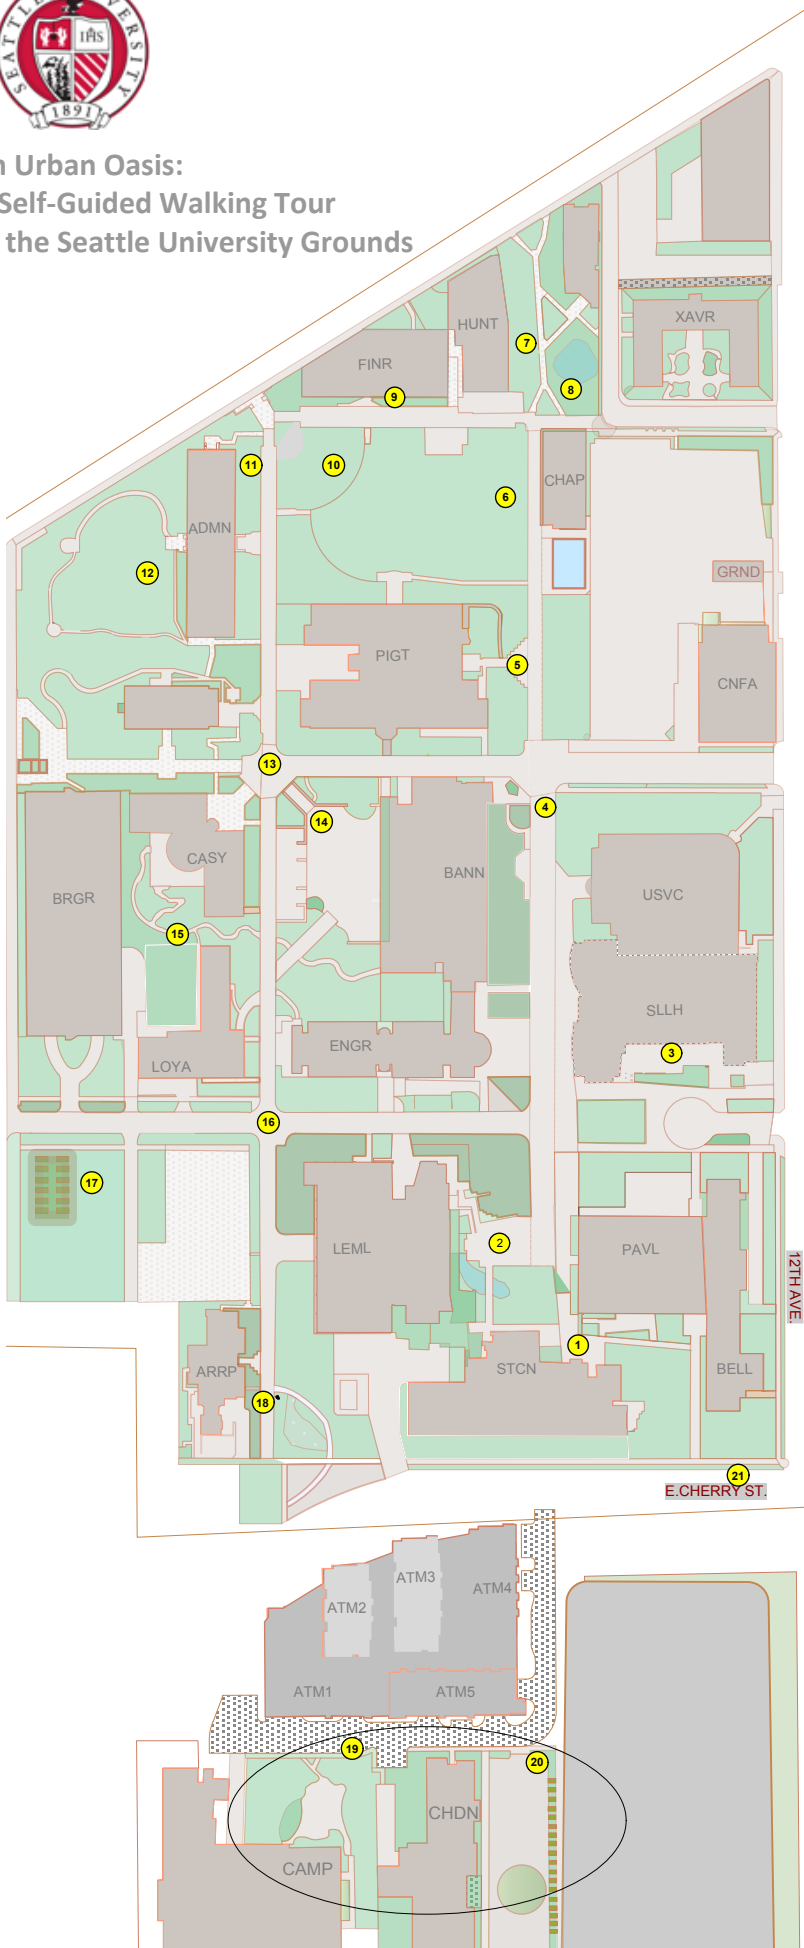 SEATTLE UNIVERSITY
IHS
1891
n Urban Oasis:
Self-Guided Walking Tour
the Seattle University Grounds
HUNT
XAVR
7
FINR
8
9
11
10
CHAP
6
ADMN
12
GRND
PIGT
5
CNFA
13
4
14
CASY
BANN
BRGR
USVC
15
SLLH
ENGR
3
LOYA
16
17
2
LEML
PAVL
12TH AVE.
1
ARRP
STCN
BELL
18
21
E.CHERRY ST.
ATM3
ATM4
ATM2
ATM1
ATM5
19
20
CHDN
CAMP